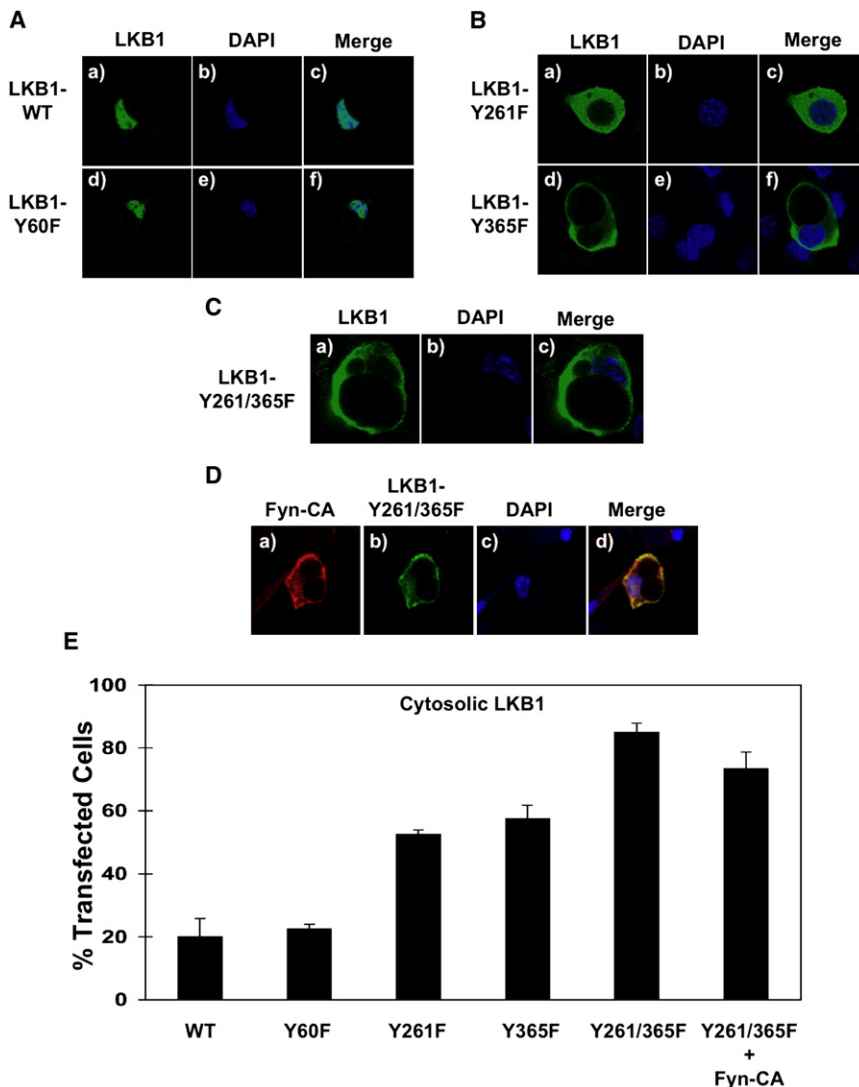 A
LKB1 DAPI Merge
LKB1-
WT
a) b) c)
LKB1-
Y60F
d) e) f)
B
LKB1 DAPI Merge
LKB1-
Y261F
a) b) c)
LKB1-
Y365F
d) e) f)
C
LKB1 DAPI Merge
LKB1-
Y261/365F
a) b) c)
D
Fyn-CA LKB1-
Y261/365F DAPI Merge
a) b) c) d)
E
Cytosolic LKB1
% Transfected Cells
100
80
60
40
20
0
WT Y60F Y261F Y365F Y261/365F Y261/365F
+
Fyn-CA